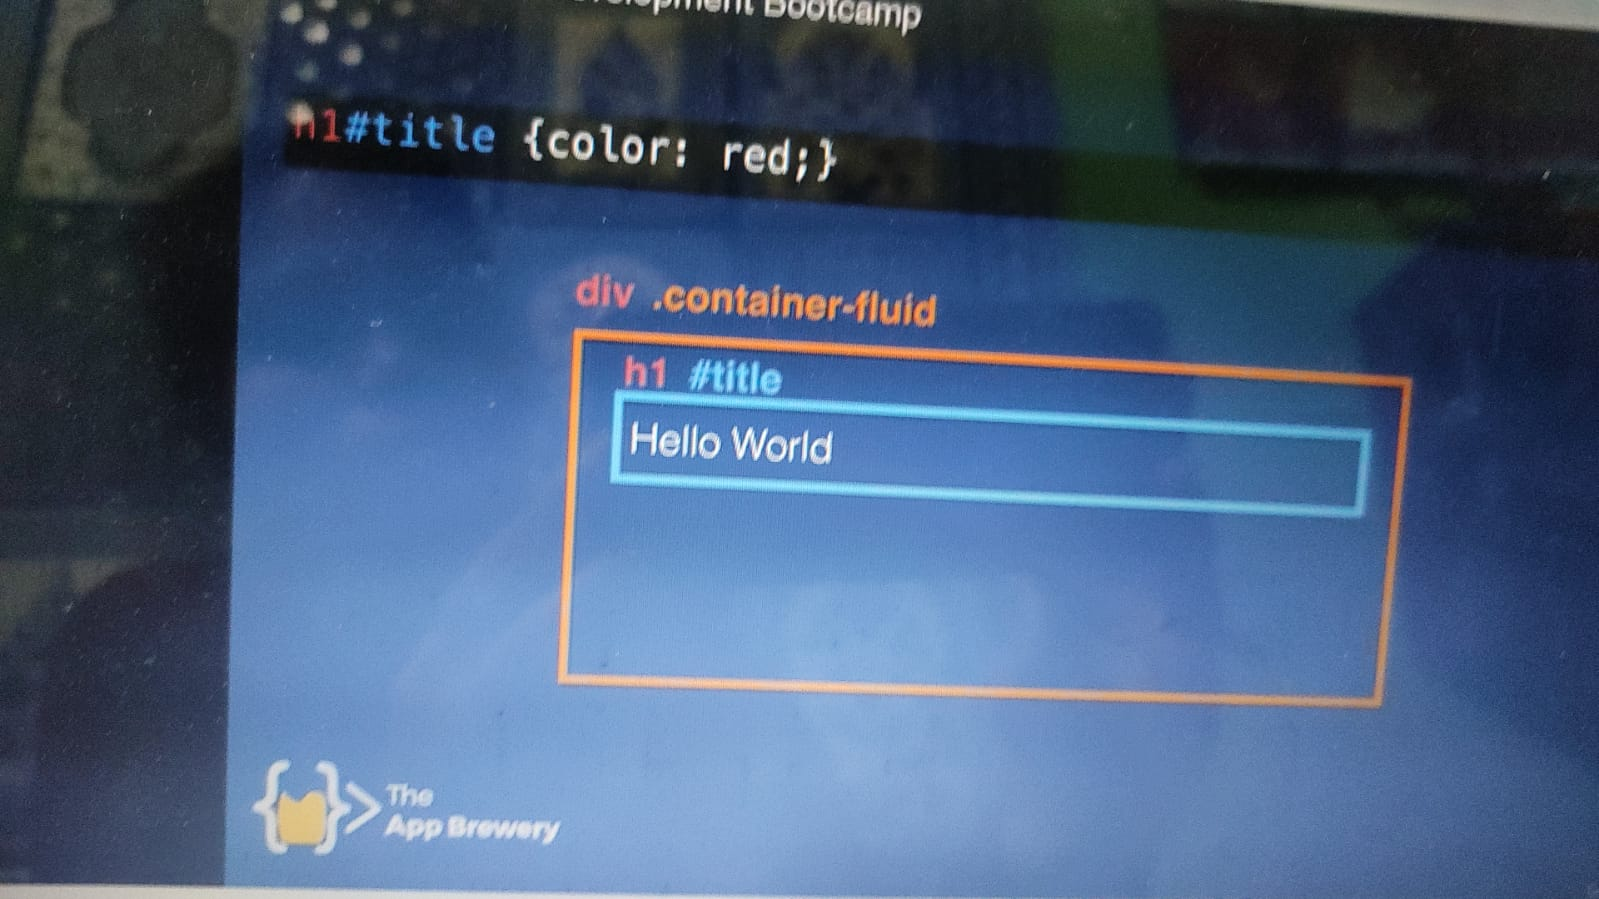 Bootcamp
h1#title {color: red;}
div .container-fluid
h1 #title
Hello World
The
App Brewery